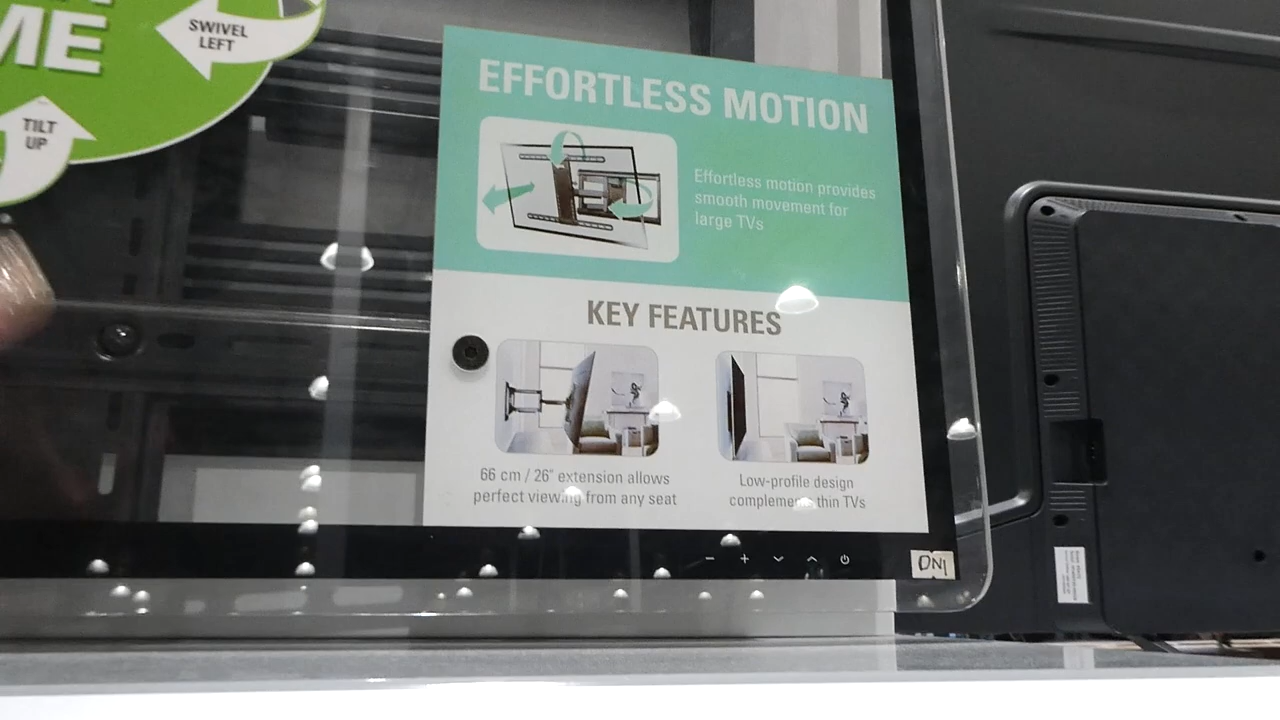 ME
SWIVEL
LEFT
TILT
UP
EFFORTLESS MOTION
Effortless motion provides
smooth movement for
large TVs
KEY FEATURES
66 cm / 26" extension allows
perfect viewing from any seat
Low-profile design
complements thin TVs
ON